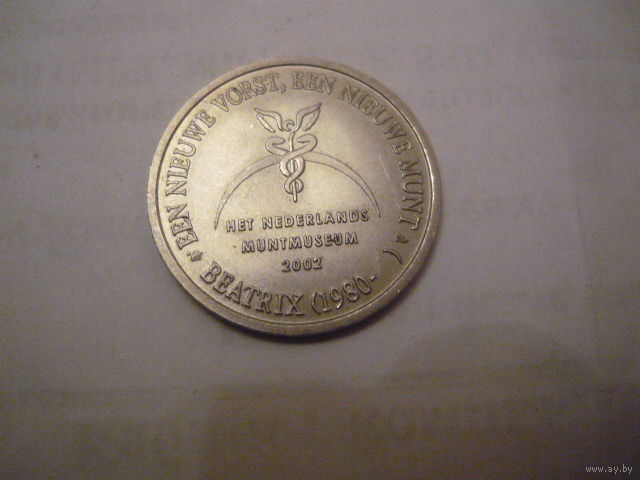 EEN NIEUWE VORST, EEN NIEUWE MUNT
HET NEDERLANDS
MUNTMUSEUM
2002
BEATRIX (1980- )
www.ay.by